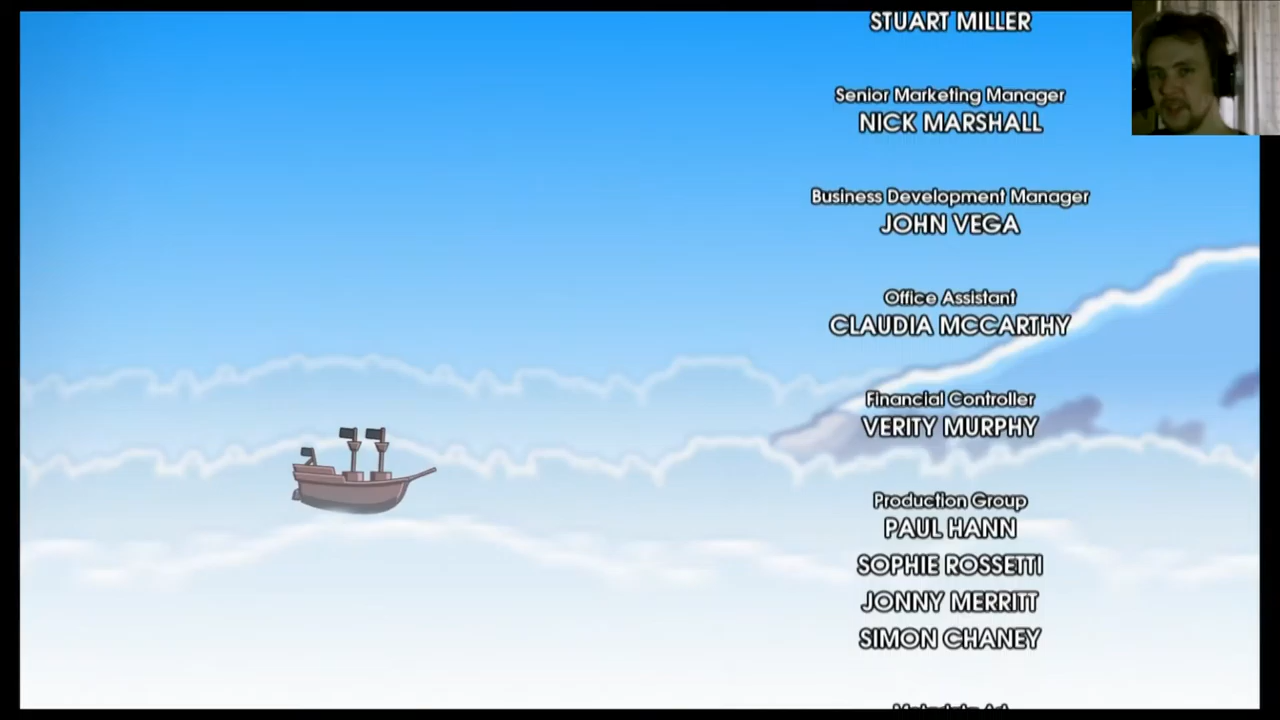 STUART MILLER
Senior Marketing Manager
NICK MARSHALL
Business Development Manager
JOHN VEGA
Office Assistant
CLAUDIA MCCARTHY
Financial Controller
VERITY MURPHY
Production Group
PAUL HANN
SOPHIE ROSSETTI
JONNY MERRITT
SIMON CHANEY